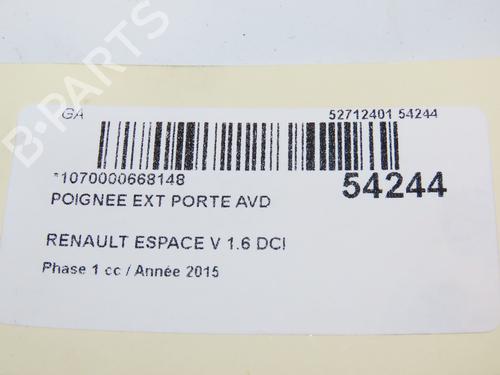 GA
52712401 54244
*1070000668148
54244
POIGNEE EXT PORTE AVD
RENAULT ESPACE V 1.6 DCI
Phase 1 cc / Année 2015
B-PARTS